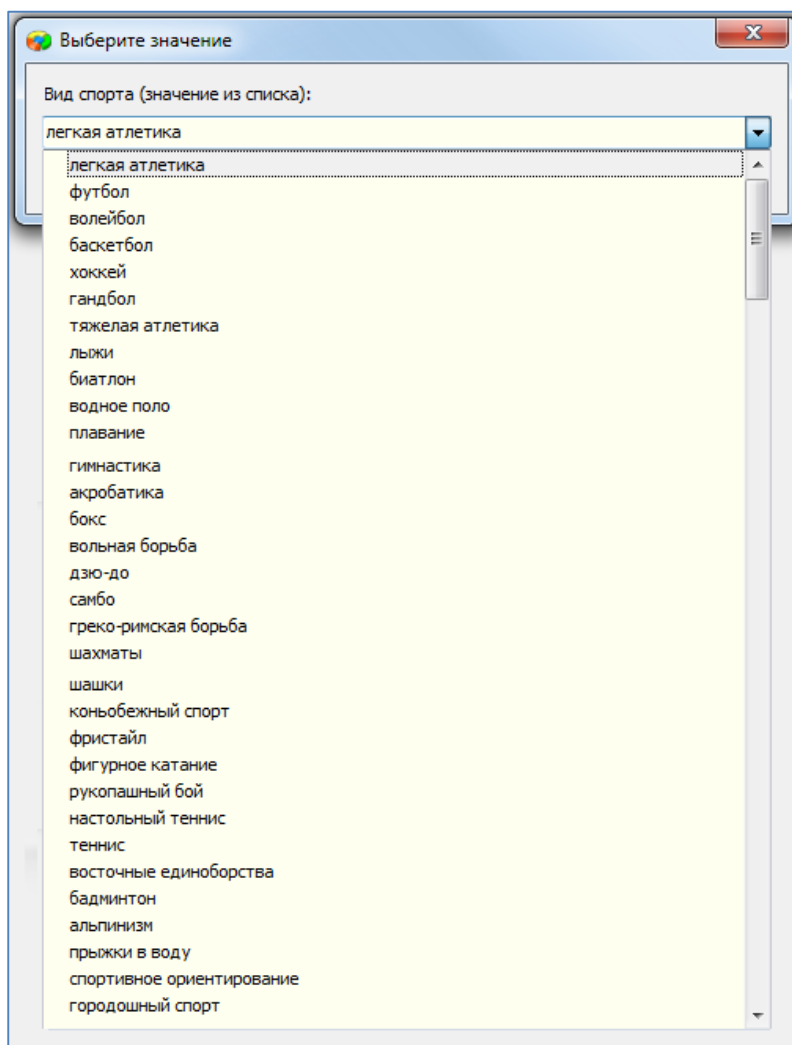 Выберите значение
Вид спорта (значение из списка):
легкая атлетика
легкая атлетика
футбол
волейбол
баскетбол
хоккей
гандбол
тяжелая атлетика
лыжи
биатлон
водное поло
плавание
гимнастика
акробатика
бокс
вольная борьба
дзю-до
самбо
греко-римская борьба
шахматы
шашки
коньобежный спорт
фристайл
фигурное катание
рукопашный бой
настольный теннис
теннис
восточные единоборства
бадминтон
альпинизм
прыжки в воду
спортивное ориентирование
городошный спорт